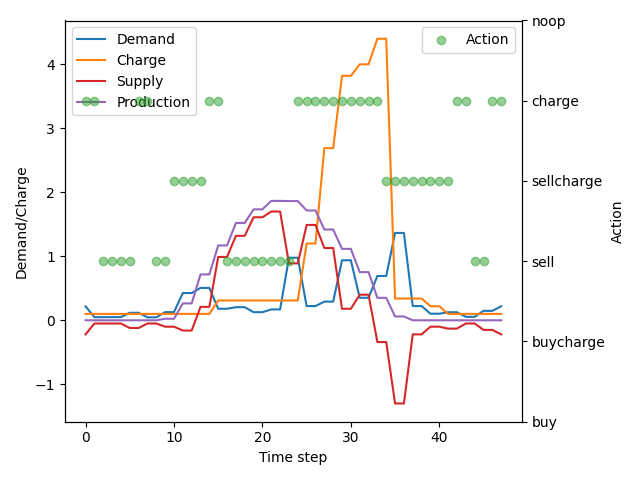 Demand
Charge
Supply
Production
Action
Demand/Charge
4
3
2
1
0
−1
noop
charge
sellcharge
sell
buycharge
buy
Action
0 10 20 30 40
Time step